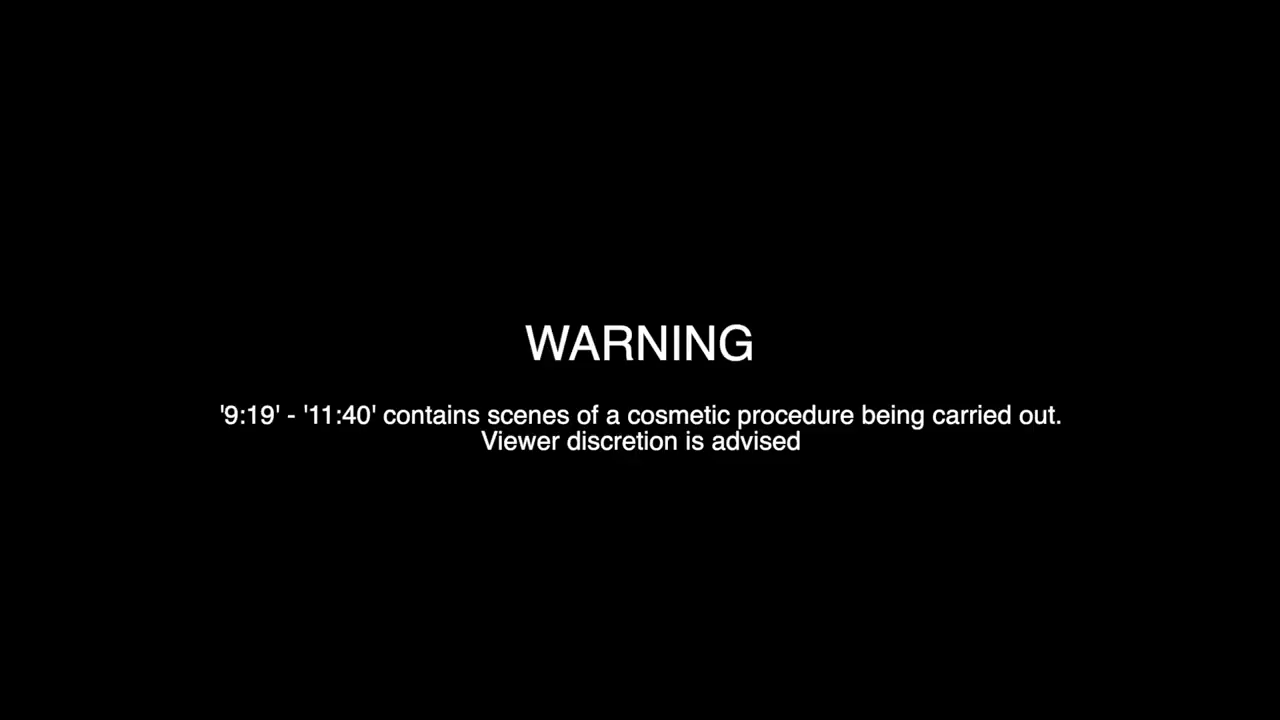 WARNING
'9:19' - '11:40' contains scenes of a cosmetic procedure being carried out.
Viewer discretion is advised